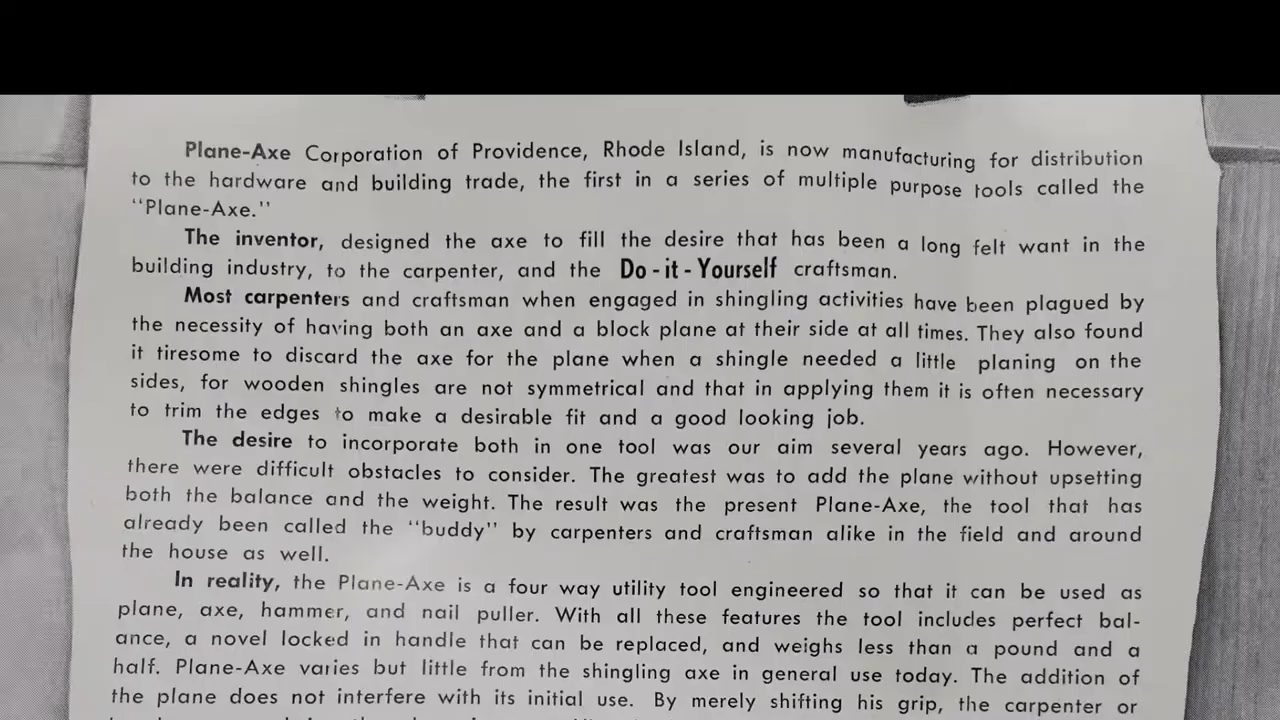 Plane-Axe Corporation of Providence, Rhode Island, is now manufacturing for distribution
to the hardware and building trade, the first in a series of multiple purpose tools called the
"Plane-Axe."
The inventor, designed the axe to fill the desire that has been a long felt want in the
building industry, to the carpenter, and the Do-it-Yourself craftsman.
Most carpenters and craftsman when engaged in shingling activities have been plagued by
the necessity of having both an axe and a block plane at their side at all times. They also found
it tiresome to discard the axe for the plane when a shingle needed a little planing on the
sides, for wooden shingles are not symmetrical and that in applying them it is often necessary
to trim the edges to make a desirable fit and a good looking job.
The desire to incorporate both in one tool was our aim several years ago. However,
there were difficult obstacles to consider. The greatest was to add the plane without upsetting
both the balance and the weight. The result was the present Plane-Axe, the tool that has
already been called the "buddy" by carpenters and craftsman alike in the field and around
the house as well.
In reality, the Plane-Axe is a four way utility tool engineered so that it can be used as
plane, axe, hammer, and nail puller. With all these features the tool includes perfect bal-
ance, a novel locked in handle that can be replaced, and weighs less than a pound and a
half. Plane-Axe varies but little from the shingling axe in general use today. The addition of
the plane does not interfere with its initial use. By merely shifting his grip, the carpenter or